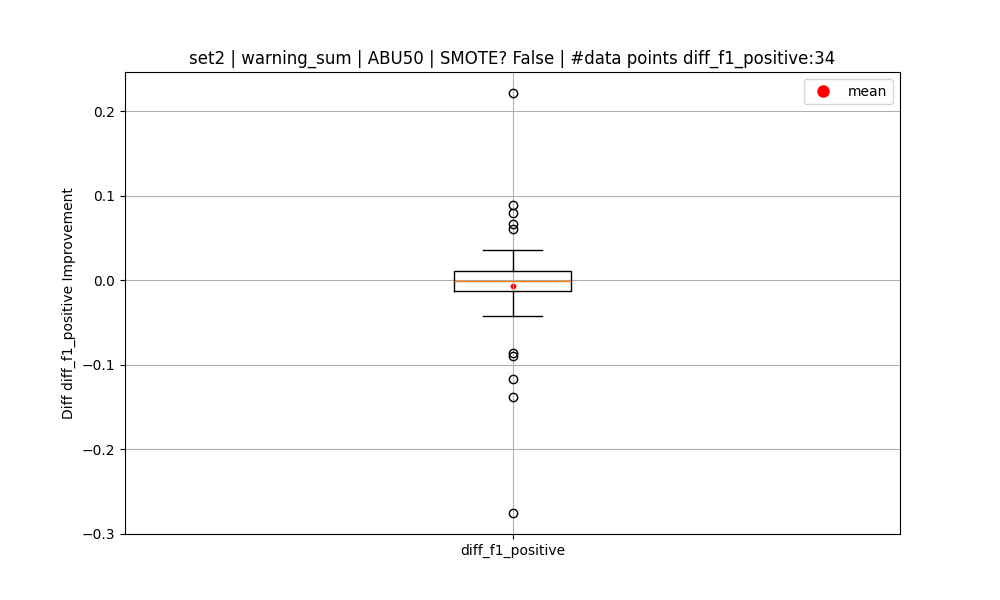 set2 | warning_sum | ABU50 | SMOTE? False | #data points diff_f1_positive:34
mean
0.2
0.1
0.0
−0.1
−0.2
−0.3
Diff diff_f1_positive Improvement
diff_f1_positive